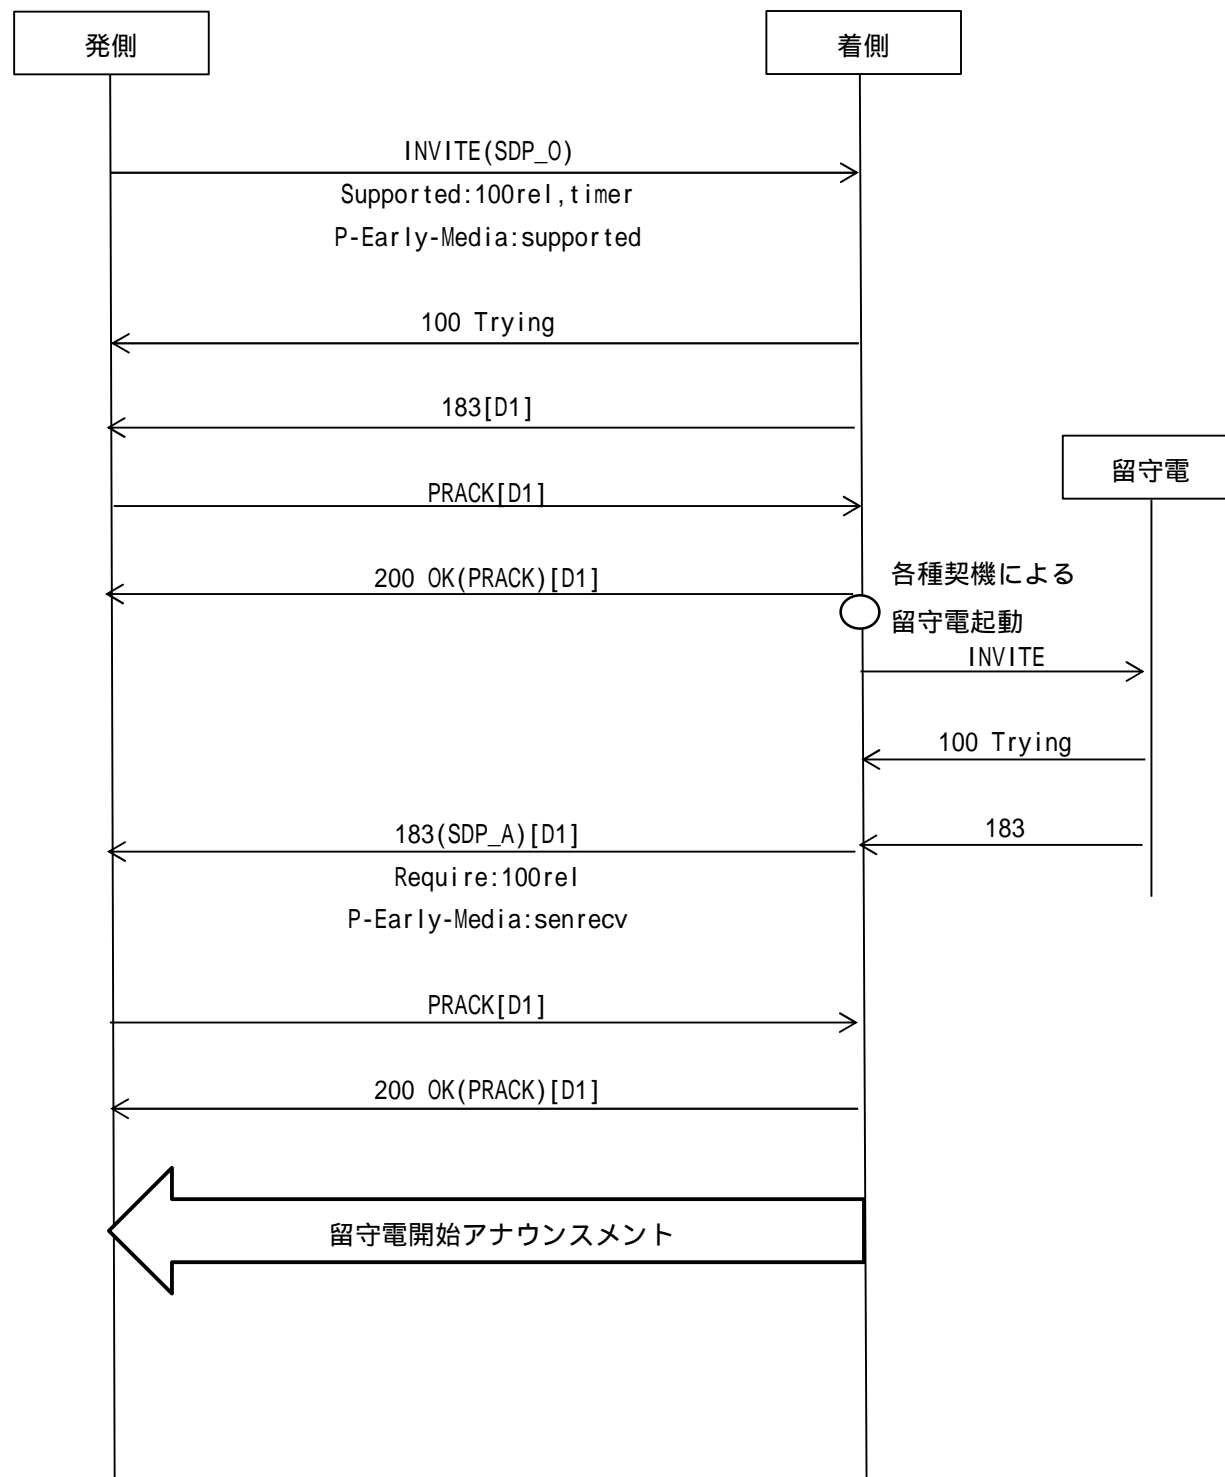 発側
着側
INVITE(SDP_O)
Supported:100rel,timer
P-Early-Media:supported
100 Trying
183[D1]
留守電
PRACK[D1]
200 OK(PRACK)[D1]
各種契機による
留守電起動
INVITE
100 Trying
183
183(SDP_A)[D1]
Require:100rel
P-Early-Media:senrecv
PRACK[D1]
200 OK(PRACK)[D1]
留守電開始アナウンスメント